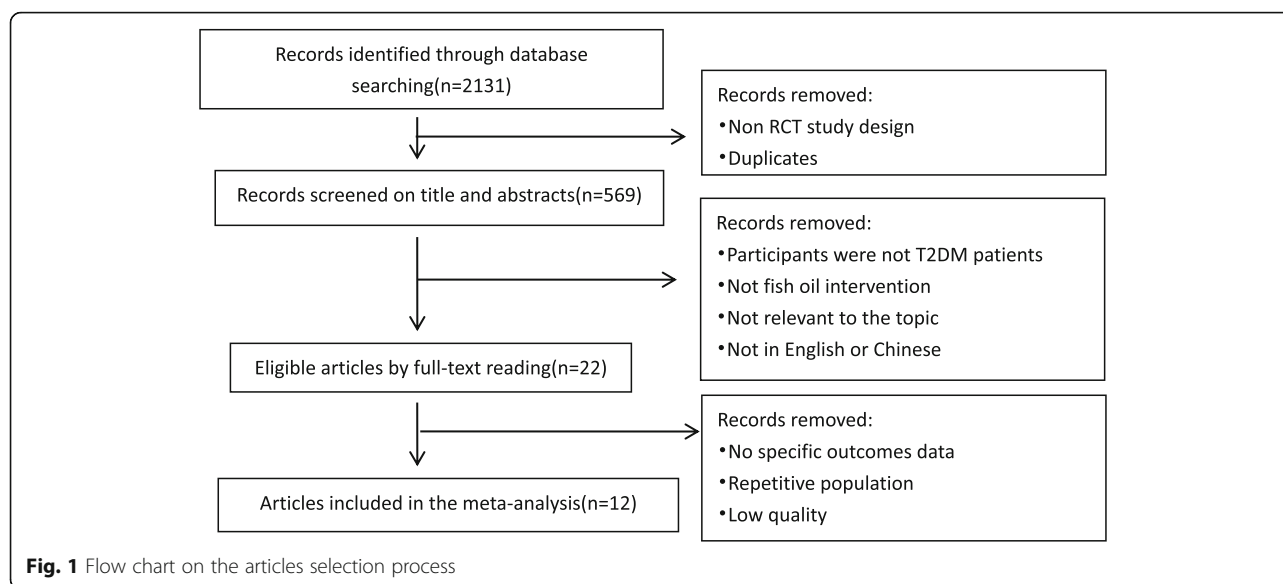 Records identified through database
searching(n=2131)
Records removed:
•Non RCT study design
•Duplicates
Records screened on title and abstracts(n=569)
Records removed:
•Participants were not T2DM patients
•Not fish oil intervention
•Not relevant to the topic
•Not in English or Chinese
Eligible articles by full-text reading(n=22)
Records removed:
•No specific outcomes data
•Repetitive population
•Low quality
Articles included in the meta-analysis(n=12)
Fig. 1 Flow chart on the articles selection process